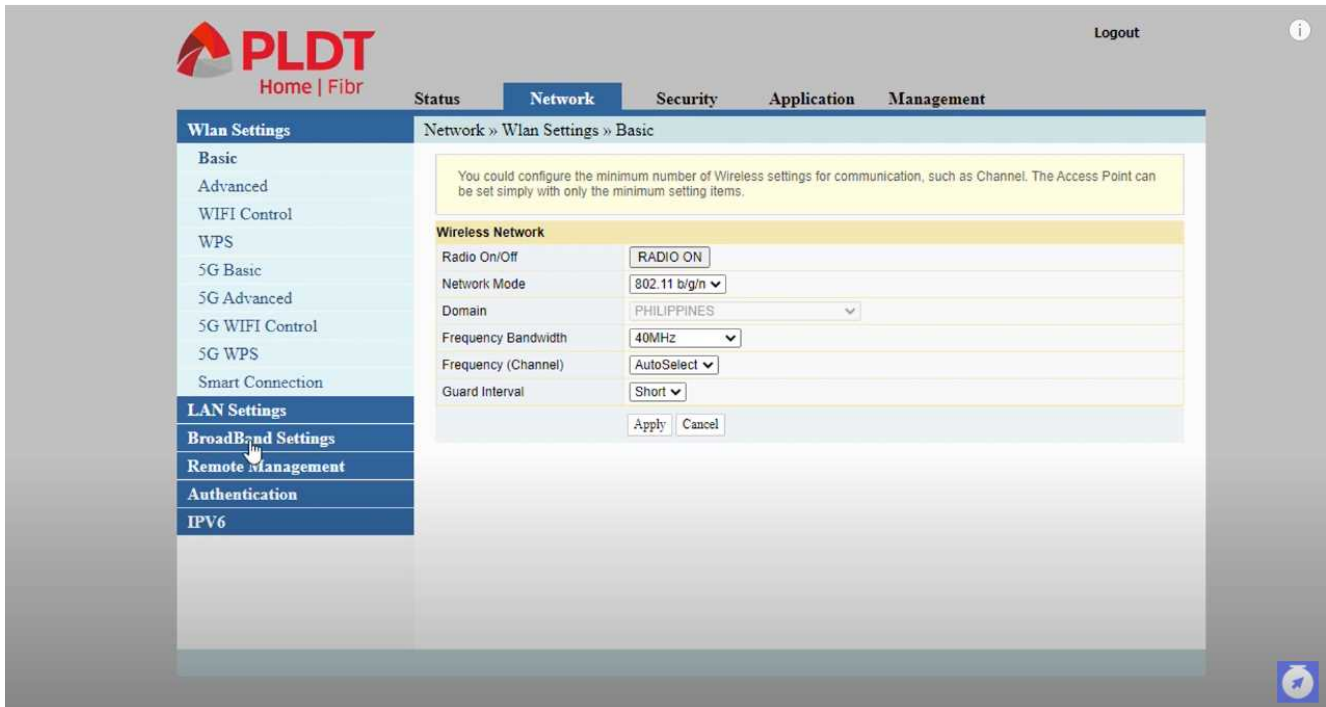 PLDT
Home | Fibr
Logout
Status Network Security Application Management
Wlan Settings
Network » Wlan Settings » Basic
Basic
Advanced
WIFI Control
WPS
5G Basic
5G Advanced
5G WIFI Control
5G WPS
Smart Connection
LAN Settings
BroadBand Settings
Remote Management
Authentication
IPV6
You could configure the minimum number of Wireless settings for communication, such as Channel. The Access Point can
be set simply with only the minimum setting items.
Wireless Network
Radio On/Off RADIO ON
Network Mode 802.11 b/g/n
Domain PHILIPPINES
Frequency Bandwidth 40MHz
Frequency (Channel) AutoSelect
Guard Interval Short
Apply Cancel